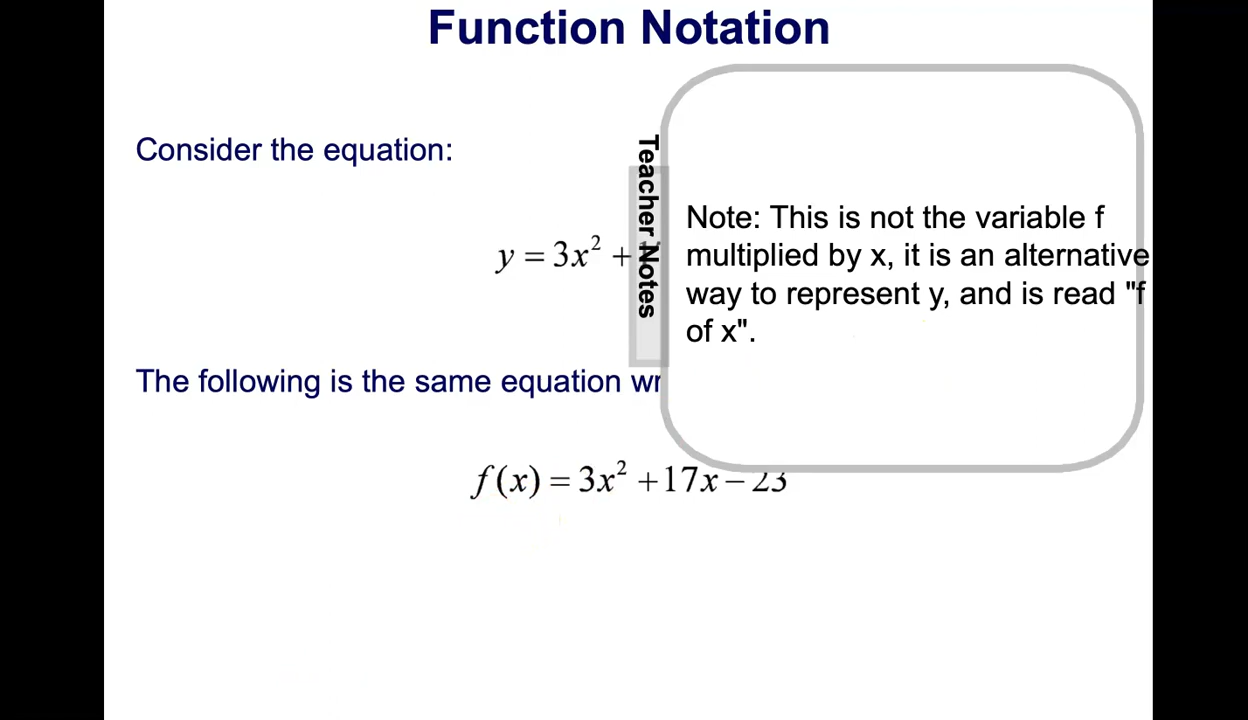 Function Notation
Consider the equation:
y = 3x² +
Teacher Notes
Note: This is not the variable f
multiplied by x, it is an alternative
way to represent y, and is read "f
of x".
The following is the same equation
f(x) = 3x² +17x − 23